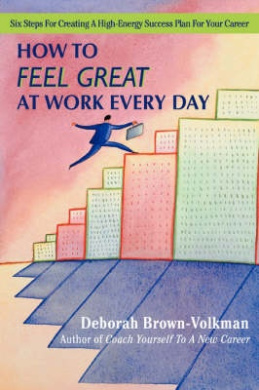 Six Steps For Creating A High-Energy Success Plan For Your Career
HOW TO
FEEL GREAT
AT WORK EVERY DAY
Deborah Brown-Volkman
Author of Coach Yourself To A New Career